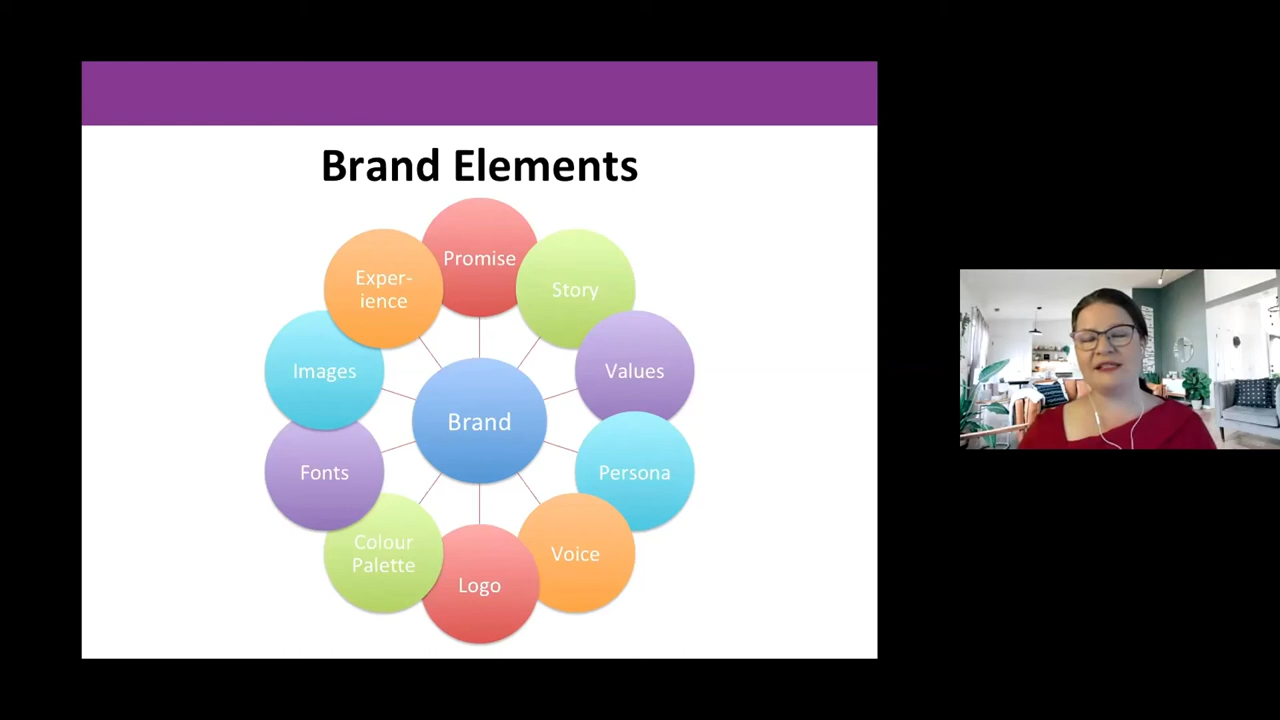 Brand Elements
Promise
Story
Values
Persona
Voice
Logo
Colour
Palette
Fonts
Images
Exper-
ience
Brand